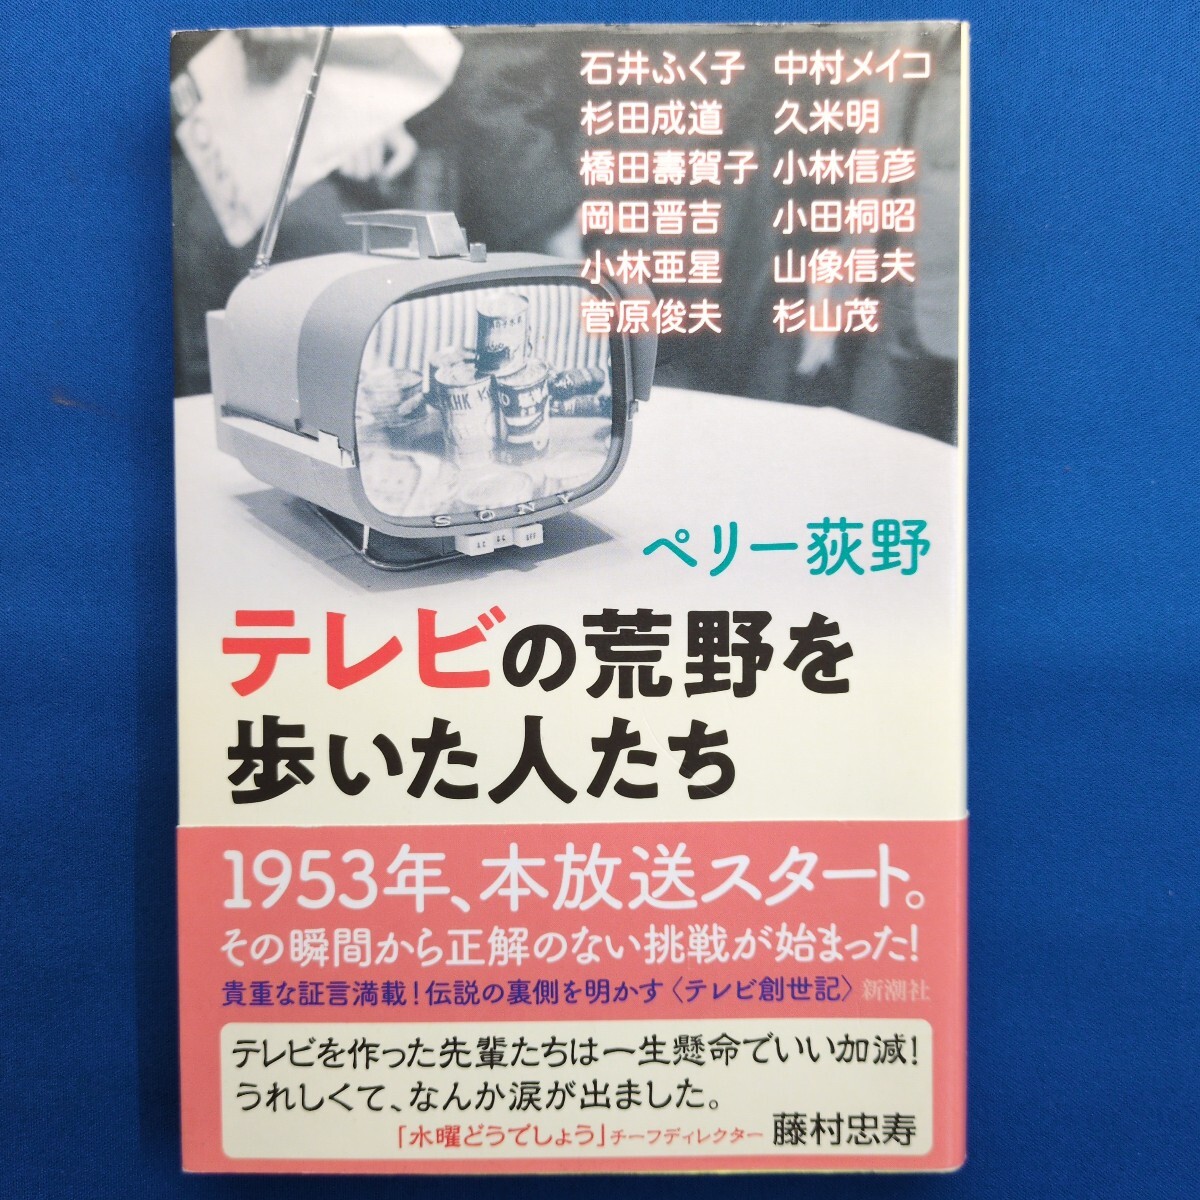 石井ふく子 中村メイコ
杉田成道 久米明
橋田壽賀子 小林信彦
岡田晋吉 小田桐昭
小林亜星 山像信夫
菅原俊夫 杉山茂
SONY
ペリー荻野
テレビの荒野を
歩いた人たち
1953年、本放送スタート。
その瞬間から正解のない挑戦が始まった!
貴重な証言満載!伝説の裏側を明かす〈テレビ創世記〉 新潮社
テレビを作った先輩たちは一生懸命でいい加減!
うれしくて、なんか涙が出ました。
「水曜どうでしょう」チーフディレクター 藤村忠寿